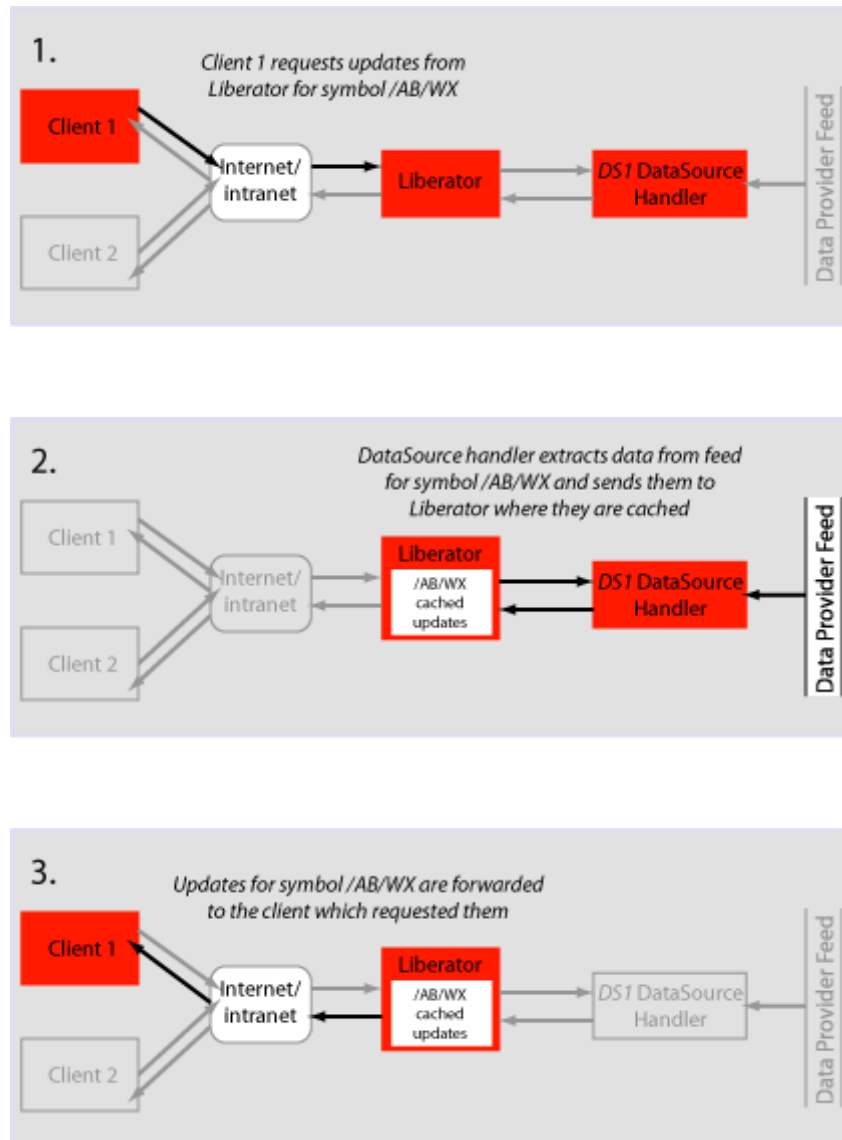 1.
Client 1 requests updates from
Liberator for symbol /AB/WX
Client 1
Internet/
intranet
Liberator
DS1 DataSource
Handler
Client 2
Data Provider Feed
2.
DataSource handler extracts data from feed
for symbol /AB/WX and sends them to
Liberator where they are cached
Client 1
Internet/
intranet
Liberator
/AB/WX
cached
updates
DS1 DataSource
Handler
Client 2
Data Provider Feed
3.
Updates for symbol /AB/WX are forwarded
to the client which requested them
Client 1
Internet/
intranet
Liberator
/AB/WX
cached
updates
DS1 DataSource
Handler
Client 2
Data Provider Feed